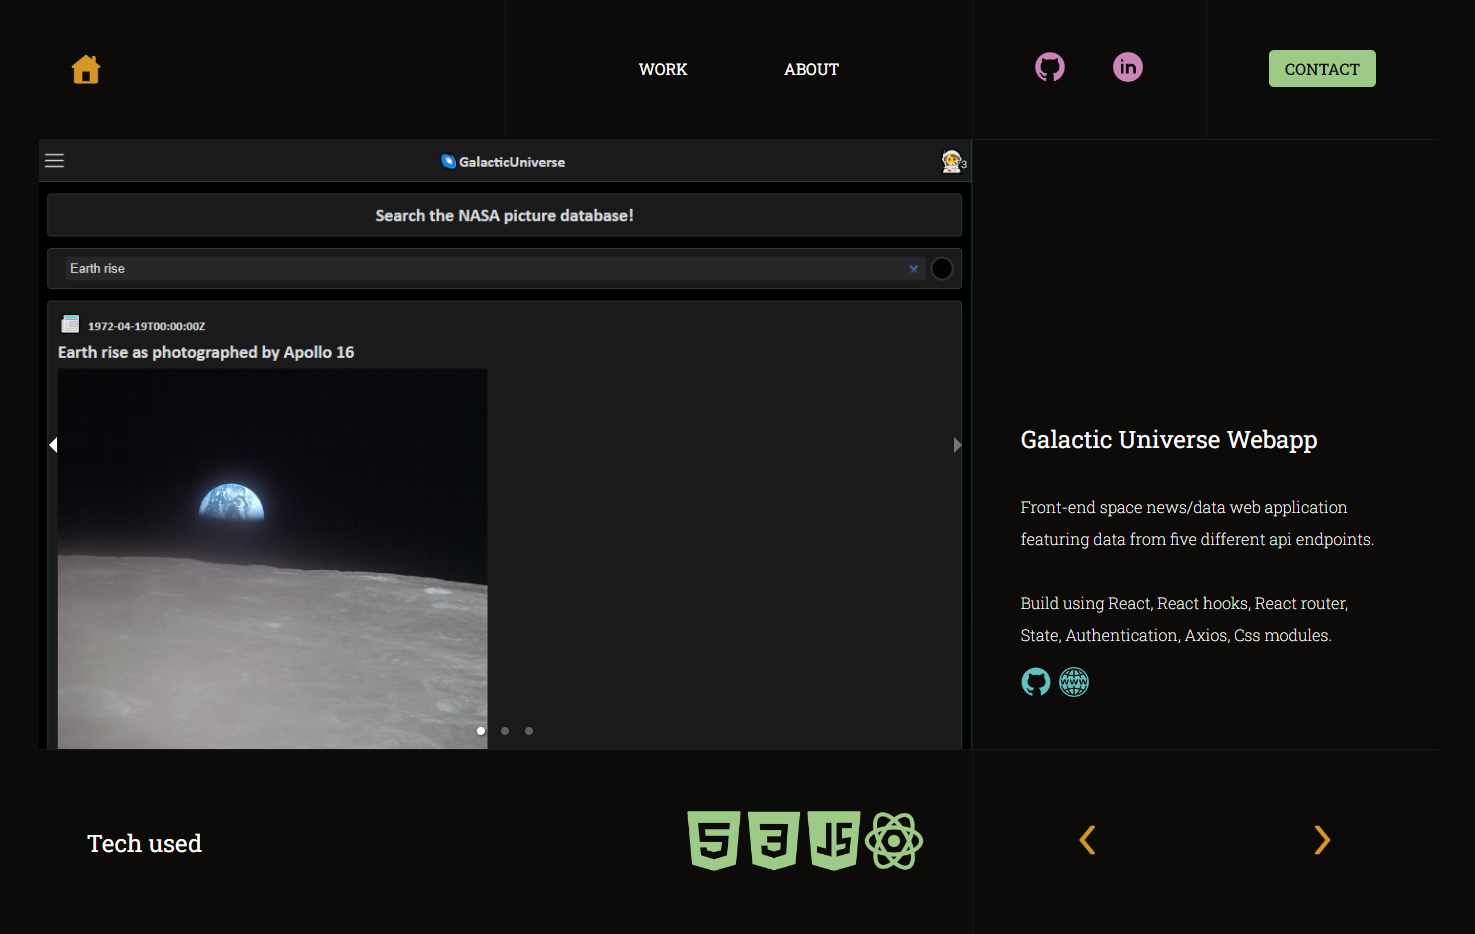 WORK
ABOUT
in
CONTACT
GalacticUniverse
3
Search the NASA picture database!
Earth rise
1972-04-19T00:00:00Z
Earth rise as photographed by Apollo 16
Galactic Universe Webapp
Front-end space news/data web application
featuring data from five different api endpoints.
Build using React, React hooks, React router,
State, Authentication, Axios, Css modules.
WWW
Tech used
5
3
JS